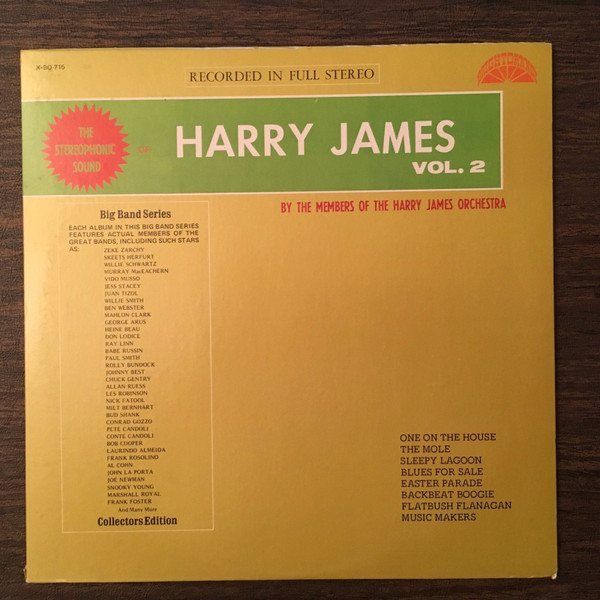 X-SQ-715
RECORDED IN FULL STEREO
THE
STEREOPHONIC
SOUND
OF
HARRY JAMES
VOL. 2
BY THE MEMBERS OF THE HARRY JAMES ORCHESTRA
Big Band Series
EACH ALBUM IN THIS BIG BAND SERIES
FEATURES ACTUAL MEMBERS OF THE
GREAT BANDS, INCLUDING SUCH STARS
AS:
ZEKE ZARCHY
SKEETS HERFURT
WILLIE SCHWARTZ
MURRAY MacEACHERN
VIDO MUSSO
JESS STACEY
JUAN TIZOL
WILLIE SMITH
BEN WEBSTER
MAHLON CLARK
GEORGE ARUS
HEINE BEAU
DON LODICE
RAY LINN
BABE RUSSIN
PAUL SMITH
ROLLY BUNDOCK
JOHNNY BEST
CHUCK GENTRY
ALLAN RUESS
LES ROBINSON
NICK FATOOL
MILT BERNHART
BUD SHANK
CONRAD GOZZO
PETE CANDOLI
CONTE CANDOLI
BOB COOPER
LAURINDO ALMEIDA
FRANK ROSOLINO
AL COHN
JOHN LA PORTA
JOE NEWMAN
SNOOKY YOUNG
MARSHALL ROYAL
FRANK FOSTER
And Many More
Collectors Edition
ONE ON THE HOUSE
THE MOLE
SLEEPY LAGOON
BLUES FOR SALE
EASTER PARADE
BACKBEAT BOOGIE
FLATBUSH FLANAGAN
MUSIC MAKERS